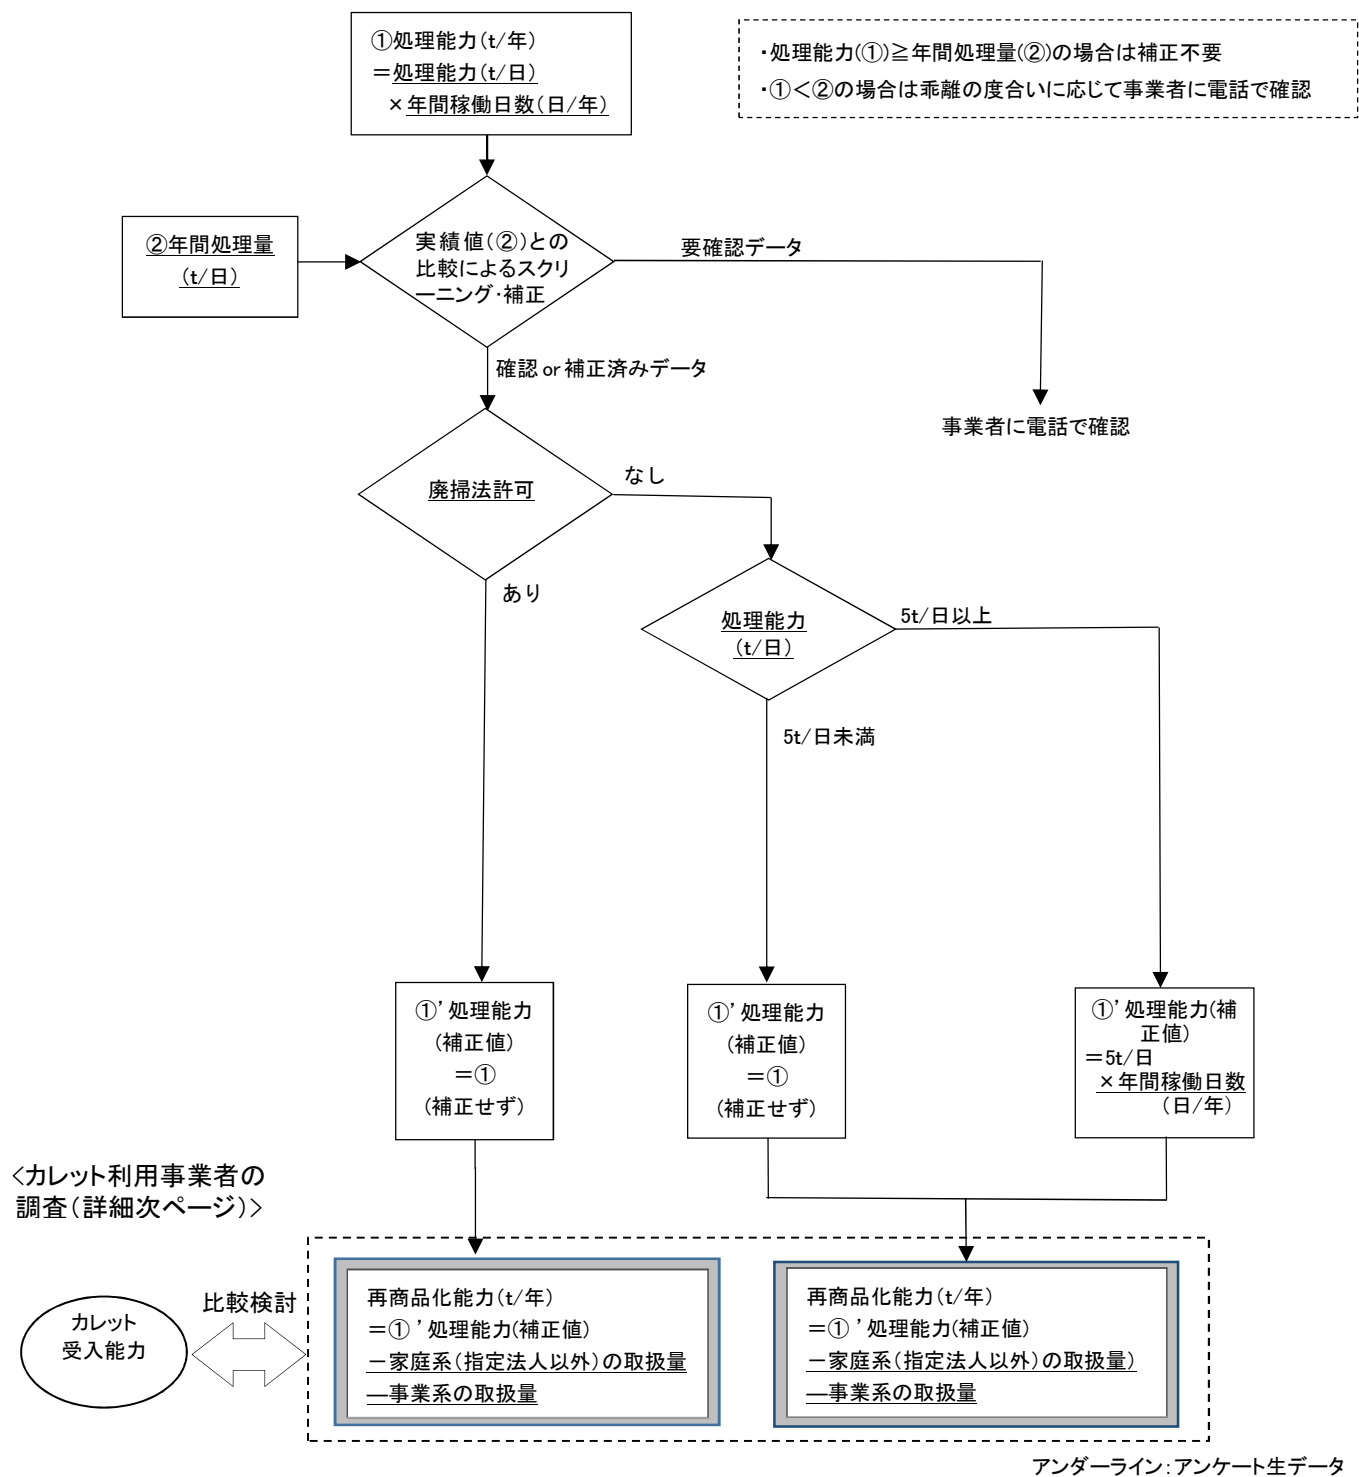 ①処理能力(t/年)
=処理能力(t/日)
×年間稼働日数(日/年)
・処理能力(①)≧年間処理量(②)の場合は補正不要
・①<②の場合は乖離の度合いに応じて事業者に電話で確認
②年間処理量
(t/日)
実績値(②)との
比較によるスクリ
ーニング・補正
要確認データ
確認 or 補正済みデータ
事業者に電話で確認
廃掃法許可
なし
あり
処理能力
(t/日)
5t/日以上
5t/日未満
①’処理能力
(補正値)
=①
(補正せず)
①’処理能力
(補正値)
=①
(補正せず)
①’処理能力(補
正値)
=5t/日
×年間稼働日数
(日/年)
<カレット利用事業者の
調査(詳細次ページ)>
カレット
受入能力
比較検討
再商品化能力(t/年)
=①’処理能力(補正値)
-家庭系(指定法人以外)の取扱量
―事業系の取扱量
再商品化能力(t/年)
=①’処理能力(補正値)
-家庭系(指定法人以外)の取扱量)
―事業系の取扱量
アンダーライン:アンケート生データ